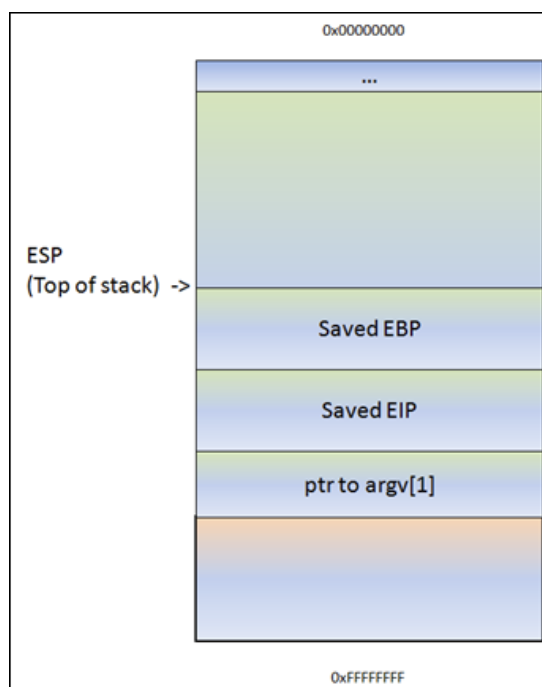 0x00000000
...
ESP
(Top of stack) ->
Saved EBP
Saved EIP
ptr to argv[1]
0xFFFFFFFF